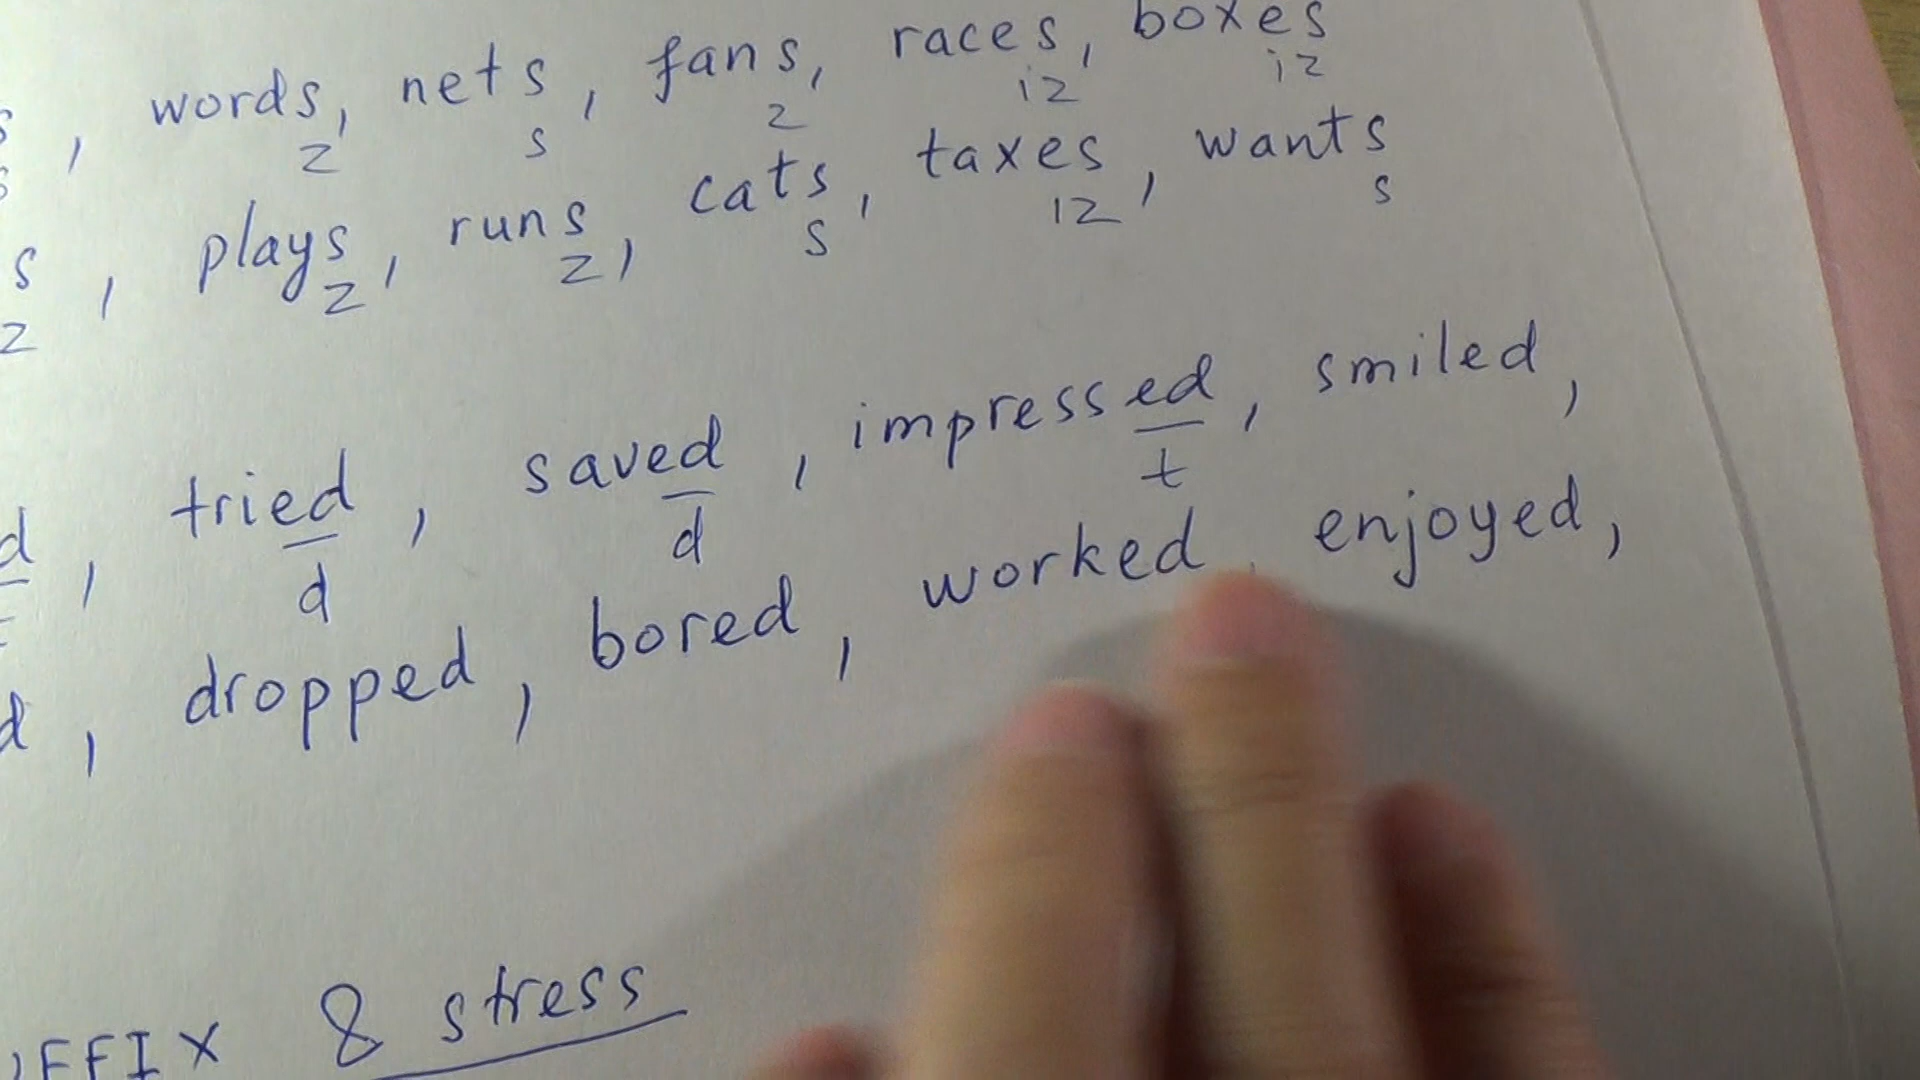 s, words, nets, fans, races, boxes
s z s z iz iz
s, plays, runs, cats, taxes, wants
z z z, s iz s
d, tried, saved, impressed, smiled,
d d t
d, dropped, bored, worked, enjoyed,
UFFIX & stress